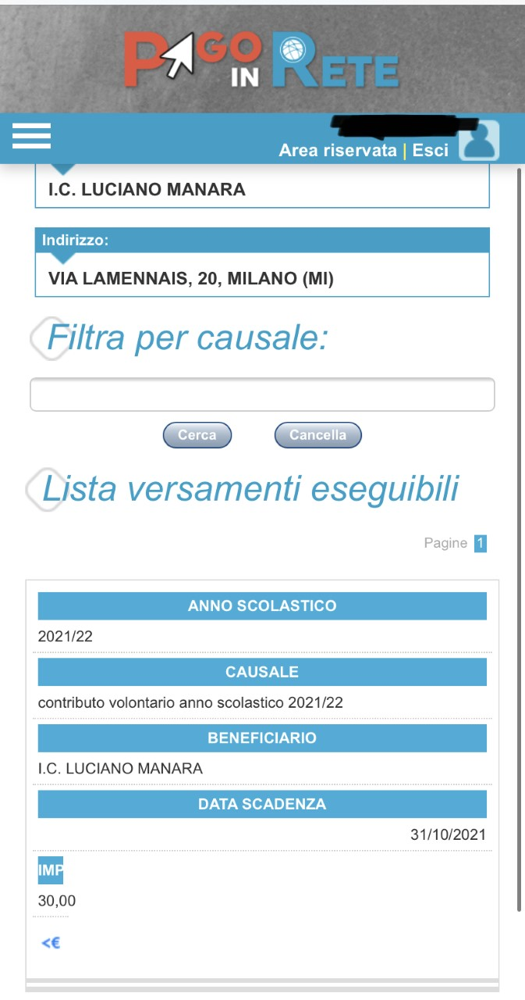 PAGO
IN RETE
Area riservata | Esci
I.C. LUCIANO MANARA
Indirizzo:
VIA LAMENNAIS, 20, MILANO (MI)
Filtra per causale:
Cerca Cancella
Lista versamenti eseguibili
Pagine 1
ANNO SCOLASTICO
2021/22
CAUSALE
contributo volontario anno scolastico 2021/22
BENEFICIARIO
I.C. LUCIANO MANARA
DATA SCADENZA
31/10/2021
IMP
30,00
<€